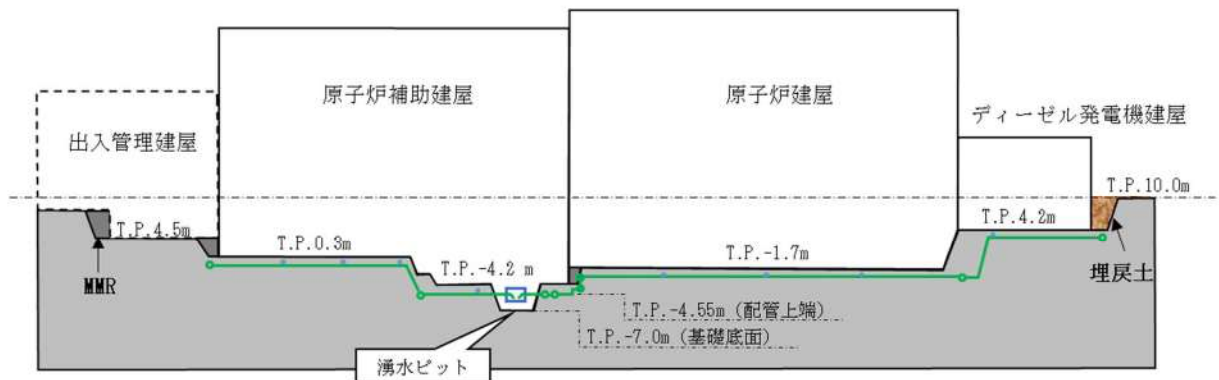 原子炉補助建屋
原子炉建屋
ディーゼル発電機建屋
出入管理建屋
T.P.10.0m
T.P.4.5m
T.P.4.2m
T.P.0.3m
T.P.-1.7m
T.P.-4.2 m
MMR
埋戻土
T.P.-4.55m（配管上端）
T.P.-7.0m（基礎底面）
湧水ピット